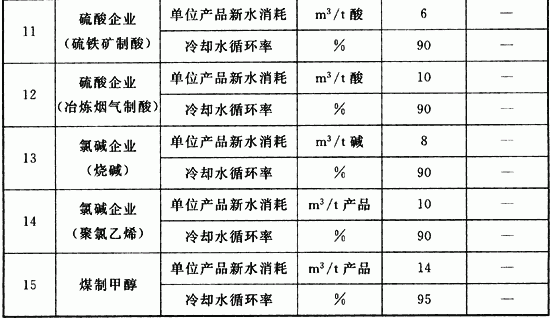 11
硫酸企业
（硫铁矿制酸）
单位产品新水消耗 m³/t 酸 6 —
冷却水循环率 % 90 —
12
硫酸企业
（冶炼烟气制酸）
单位产品新水消耗 m³/t 酸 10 —
冷却水循环率 % 90 —
13
氯碱企业
（烧碱）
单位产品新水消耗 m³/t 碱 8 —
冷却水循环率 % 90 —
14
氯碱企业
（聚氯乙烯）
单位产品新水消耗 m³/t 产品 10 —
冷却水循环率 % 90 —
15
煤制甲醇
单位产品新水消耗 m³/t 产品 14 —
冷却水循环率 % 95 —